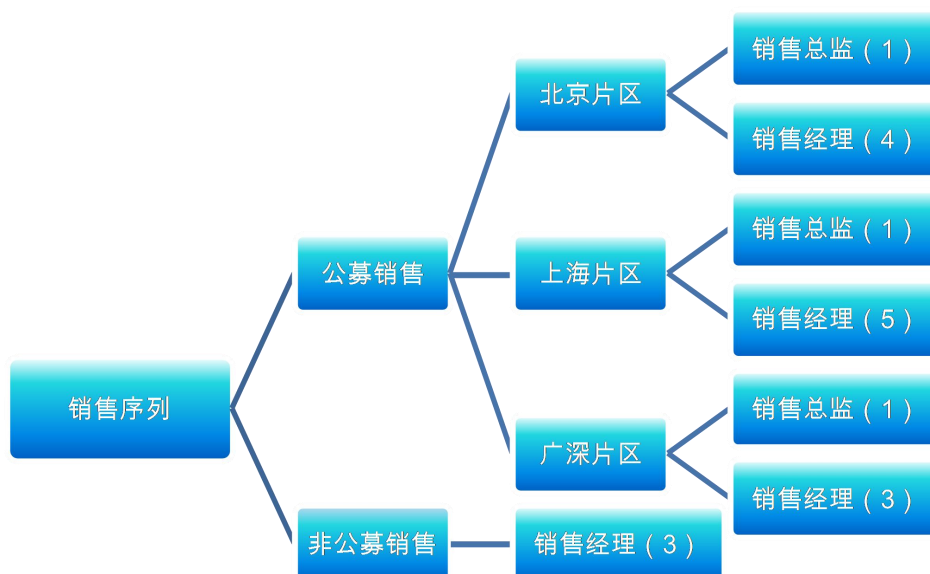 销售序列
公募销售
北京片区
销售总监（1）
销售经理（4）
上海片区
销售总监（1）
销售经理（5）
广深片区
销售总监（1）
销售经理（3）
非公募销售
销售经理（3）